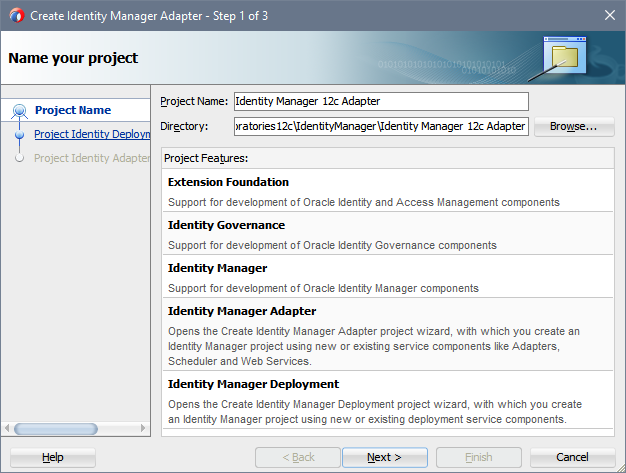 Create Identity Manager Adapter - Step 1 of 3
Name your project
Project Name
Project Identity Deploym
Project Identity Adapter
Project Name: Identity Manager 12c Adapter
Directory: oratories12c\IdentityManager\Identity Manager 12c Adapter Browse...
Project Features:
Extension Foundation
Support for development of Oracle Identity and Access Management components
Identity Governance
Support for development of Oracle Identity Governance components
Identity Manager
Support for development of Oracle Identity Manager components
Identity Manager Adapter
Opens the Create Identity Manager Adapter project wizard, with which you create an
Identity Manager project using new or existing service components like Adapters,
Scheduler and Web Services.
Identity Manager Deployment
Opens the Create Identity Manager Deployment project wizard, with which you create
an Identity Manager project using new or existing deployment service components.
Help < Back Next > Finish Cancel